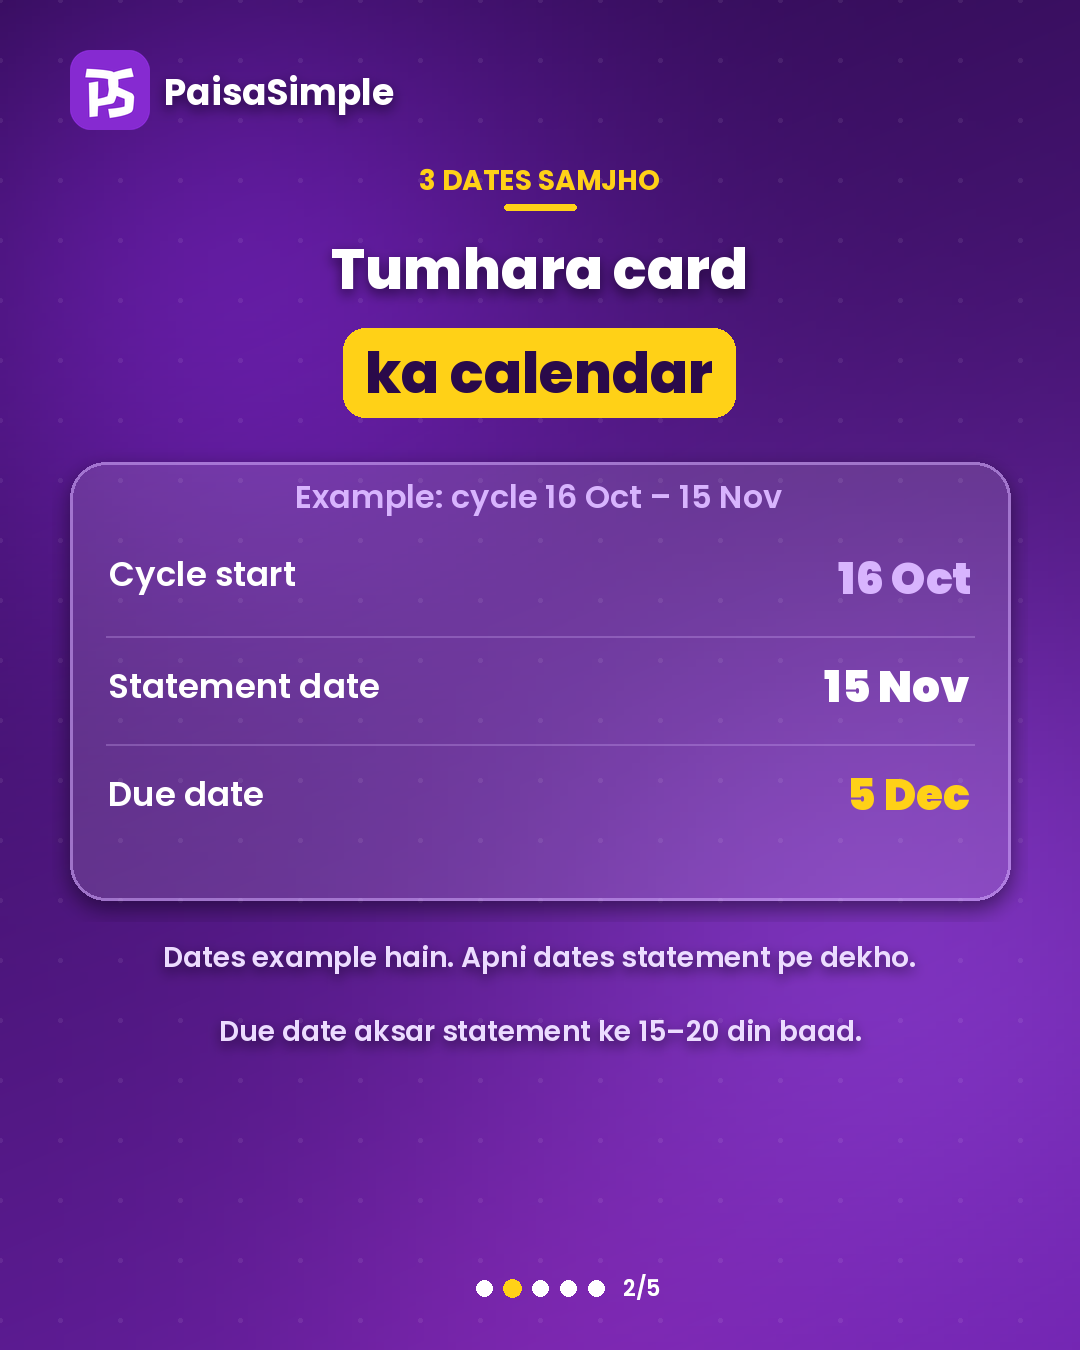 PS
PaisaSimple
3 DATES SAMJHO
Tumhara card
ka calendar
Example: cycle 16 Oct – 15 Nov
Cycle start 16 Oct
Statement date 15 Nov
Due date 5 Dec
Dates example hain. Apni dates statement pe dekho.
Due date aksar statement ke 15–20 din baad.
2/5